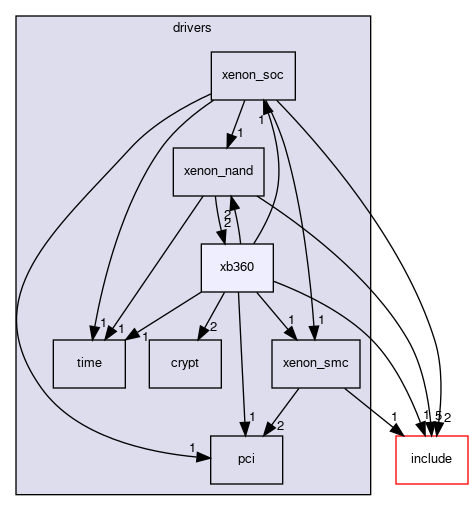 drivers
xenon_soc
1
1
xenon_nand
2
2
xb360
1
1
1
2
1
1
time
crypt
xenon_smc
1
1
2
1
1
5
2
pci
include